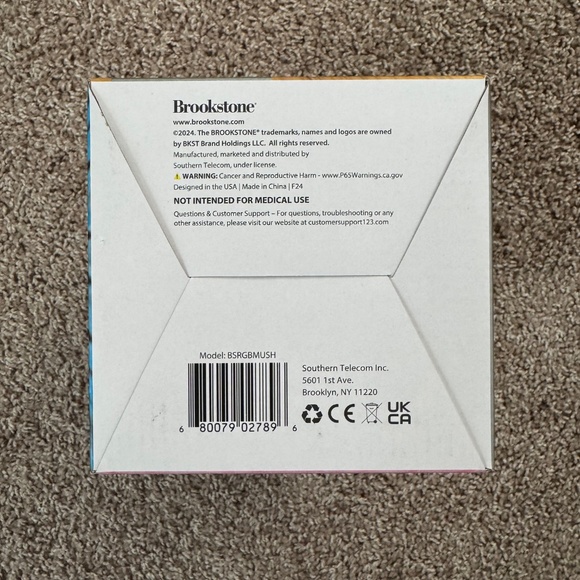 Brookstone®
www.brookstone.com
©2024. The BROOKSTONE® trademarks, names and logos are owned
by BKST Brand Holdings LLC. All rights reserved.
Manufactured, marketed and distributed by
Southern Telecom, under license.
⚠ WARNING: Cancer and Reproductive Harm - www.P65Warnings.ca.gov
Designed in the USA | Made in China | F24
NOT INTENDED FOR MEDICAL USE
Questions & Customer Support – For questions, troubleshooting or any
other assistance, please visit our website at customersupport123.com
Model: BSRGBMUSH
6 80079 02789 6
Southern Telecom Inc.
5601 1st Ave.
Brooklyn, NY 11220
CE UK
CA